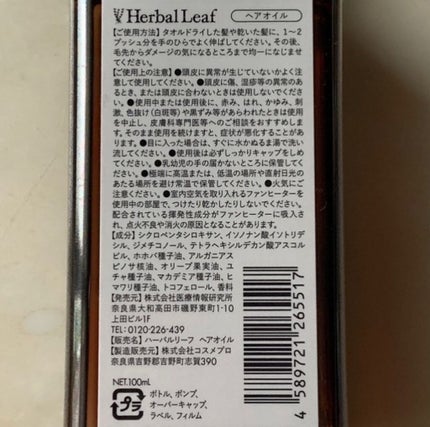 Herbal Leaf ヘアオイル
【ご使用方法】タオルドライした髪や乾いた髪に、1〜2
プッシュ分を手のひらでよく伸ばしてください。その後、
毛先からダメージの気になるところまで均一になじませ
てください。
【ご使用上の注意】●頭皮に異常が生じていないかよく注
意して使用してください。●頭皮に傷、湿疹等の異常のあ
るとき、または頭皮に合わないときは使用しないでくださ
い。●使用中または使用後に、赤み、はれ、かゆみ、刺
激、色抜け(白斑等)や黒ずみ等があらわれたときは使用
を中止し、皮膚科専門医等へのご相談をおすすめしま
す。そのまま使用を続けますと、症状が悪化することがあ
ります。●目に入った場合は、すぐに水かぬるま湯で洗い
流してください。●使用後は必ずしっかりキャップをしめ
てください。●乳幼児の手の届かないところに保管してく
ださい。●極端に高温または、低温の場所や直射日光の
あたる場所を避け常温で保管してください。●火気にご
注意ください。●室内空気を取り入れるファンヒーターを
使用中の部屋で、つけたり乾かしたりしないでください。
配合されている揮発性成分がファンヒーターに吸入さ
れ、点火不良や消火の原因となることがあります。
【成分】シクロペンタシロキサン、イソノナン酸イソトリデ
シル、ジメチコノール、テトラヘキシルデカン酸アスコル
ビル、ホホバ種子油、アルガニアス
ピノサ核油、オリーブ果実油、ユ
チャ種子油、マカデミア種子油、ヒ
マワリ種子油、トコフェロール、香料
【発売元】株式会社医療情報研究所
奈良県大和高田市磯野東町1-10
上田ビル1F
TEL: 0120-226-439
【販売名】ハーバルリーフ ヘアオイル
【製造販売元】株式会社コスメプロ
奈良県吉野郡吉野町志賀390
NET.100mL
プラ
ボトル、ポンプ、
オーバーキャップ、
ラベル、フィルム
4 589721 265517